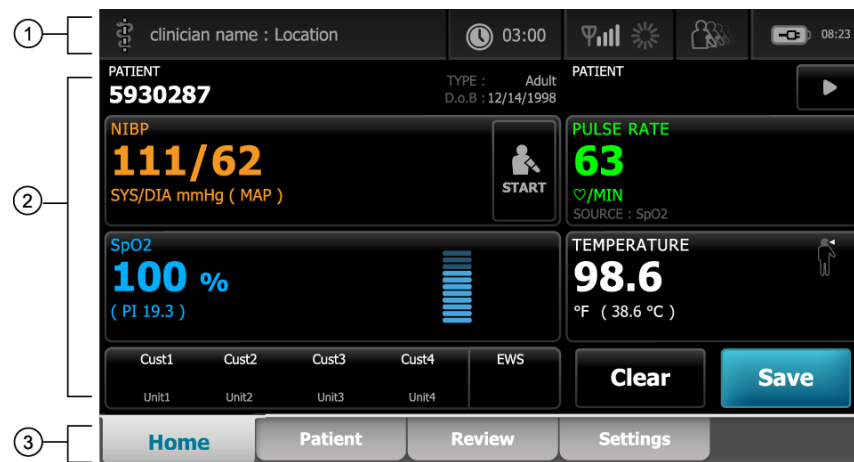 1
clinician name : Location
03:00
08:23
2
PATIENT
5930287
TYPE : Adult
D.o.B : 12/14/1998
PATIENT
NIBP
111/62
SYS/DIA mmHg ( MAP )
START
PULSE RATE
63
♡/MIN
SOURCE : SpO2
SpO2
100 %
( PI 19.3 )
TEMPERATURE
98.6
°F ( 38.6 °C )
Cust1 Cust2 Cust3 Cust4 EWS
Unit1 Unit2 Unit3 Unit4
Clear
Save
3
Home Patient Review Settings